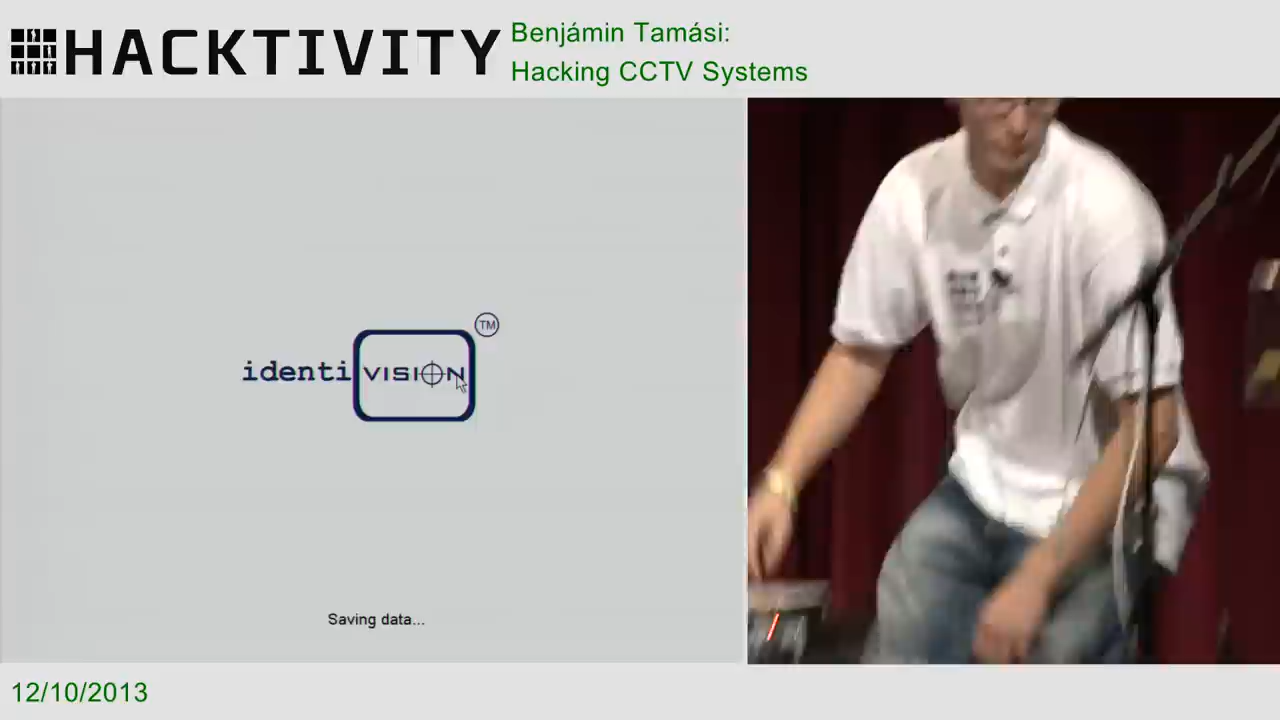 HACKTIVITY
Benjámin Tamási:
Hacking CCTV Systems
TM
identi VISION
Saving data...
12/10/2013